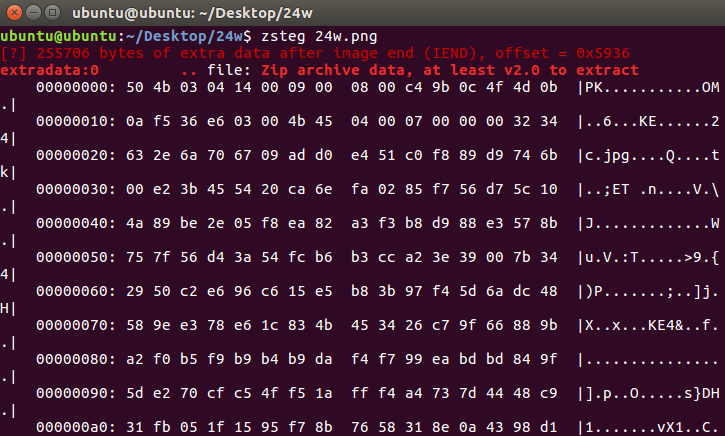 ubuntu@ubuntu: ~/Desktop/24w
ubuntu@ubuntu:~/Desktop/24w$ zsteg 24w.png
[?] 255706 bytes of extra data after image end (IEND), offset = 0x5936
extradata:0         .. file: Zip archive data, at least v2.0 to extract
    00000000: 50 4b 03 04 14 00 09 00  08 00 c4 9b 0c 4f 4d 0b  |PK...........OM
.|
    00000010: 0a f5 36 e6 03 00 4b 45  04 00 07 00 00 00 32 34  |..6...KE......2
4|
    00000020: 63 2e 6a 70 67 09 ad d0  e4 51 c0 f8 89 d9 74 6b  |c.jpg....Q....t
k|
    00000030: 00 e2 3b 45 54 20 ca 6e  fa 02 85 f7 56 d7 5c 10  |..;ET .n....V.\
.|
    00000040: 4a 89 be 2e 05 f8 ea 82  a3 f3 b8 d9 88 e3 57 8b  |J.............W
.|
    00000050: 75 7f 56 d4 3a 54 fc b6  b3 cc a2 3e 39 00 7b 34  |u.V.:T.....>9.{
4|
    00000060: 29 50 c2 e6 96 c6 15 e5  b8 3b 97 f4 5d 6a dc 48  |)P.......;..]j.
H|
    00000070: 58 9e e3 78 e6 1c 83 4b  45 34 26 c7 9f 66 88 9b  |X..x...KE4&..f.
.|
    00000080: a2 f0 b5 f9 b9 b4 b9 da  f4 f7 99 ea bd bd 84 9f  |...............
.|
    00000090: 5d e2 70 cf c5 4f f5 1a  ff f4 a4 73 7d 44 48 c9  |].p..O.....s}DH
.|
    000000a0: 31 fb 05 1f 15 95 f7 8b  76 58 31 8e 0a 43 98 d1  |1.......vX1..C.